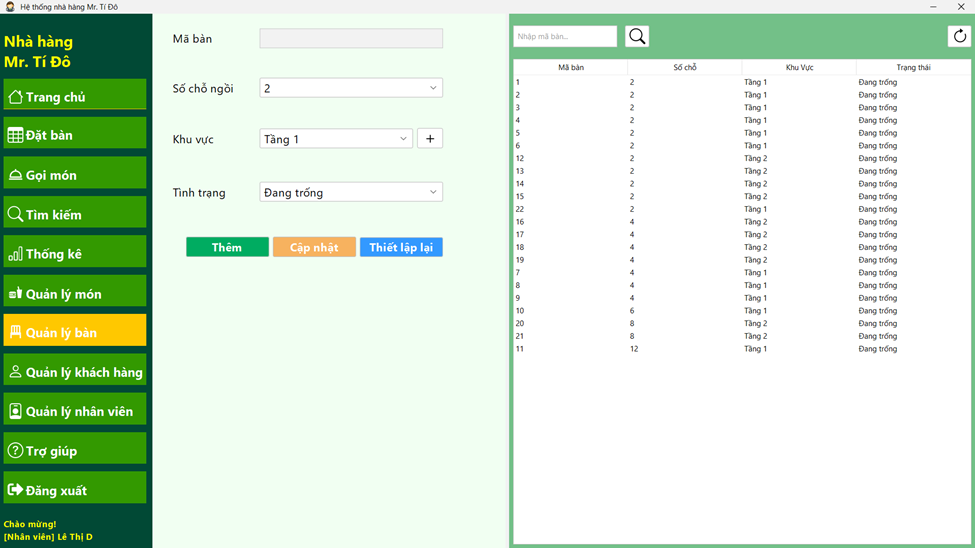 Hệ thống nhà hàng Mr. Tí Đô
Nhà hàng
Mr. Tí Đô
Trang chủ
Đặt bàn
Gọi món
Tìm kiếm
Thống kê
Quản lý món
Quản lý bàn
Quản lý khách hàng
Quản lý nhân viên
Trợ giúp
Đăng xuất
Chào mừng!
[Nhân viên] Lê Thị D
Mã bàn
Số chỗ ngồi 2
Khu vực Tầng 1 +
Tình trạng Đang trống
Thêm Cập nhật Thiết lập lại
Nhập mã bàn...
Mã bàn Số chỗ Khu Vực Trạng thái
1 2 Tầng 1 Đang trống
2 2 Tầng 1 Đang trống
3 2 Tầng 1 Đang trống
4 2 Tầng 1 Đang trống
5 2 Tầng 1 Đang trống
6 2 Tầng 1 Đang trống
12 2 Tầng 2 Đang trống
13 2 Tầng 2 Đang trống
14 2 Tầng 2 Đang trống
15 2 Tầng 2 Đang trống
22 2 Tầng 1 Đang trống
16 4 Tầng 2 Đang trống
17 4 Tầng 2 Đang trống
18 4 Tầng 2 Đang trống
19 4 Tầng 2 Đang trống
7 4 Tầng 1 Đang trống
8 4 Tầng 1 Đang trống
9 4 Tầng 1 Đang trống
10 6 Tầng 1 Đang trống
20 8 Tầng 2 Đang trống
21 8 Tầng 2 Đang trống
11 12 Tầng 1 Đang trống